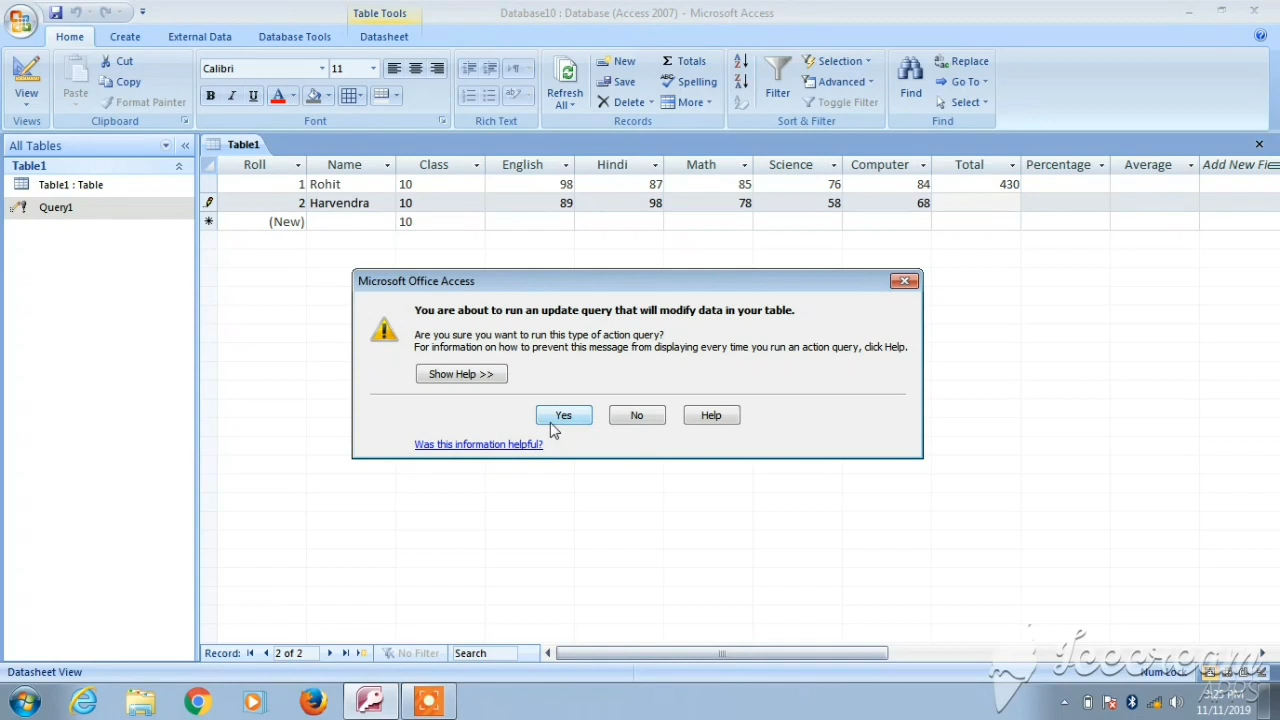 Table Tools
Database10 : Database (Access 2007) - Microsoft Access
Home
Create
External Data
Database Tools
Datasheet
View
Views
Paste
Cut
Copy
Format Painter
Clipboard
Calibri
11
B I U A
Font
Rich Text
Refresh All
New
Save
Delete
Totals
Spelling
More
Records
Filter
Selection
Advanced
Toggle Filter
Sort & Filter
Find
Replace
Go To
Select
Find
All Tables
Table1
Table1 : Table
Query1
Table1
Roll Name Class English Hindi Math Science Computer Total Percentage Average Add New Fie
1 Rohit 10 98 87 85 76 84 430
2 Harvendra 10 89 98 78 58 68
(New) 10
Microsoft Office Access
You are about to run an update query that will modify data in your table.
Are you sure you want to run this type of action query?
For information on how to prevent this message from displaying every time you run an action query, click Help.
Show Help >>
Yes
No
Help
Was this information helpful?
Record:
2 of 2
No Filter
Search
Datasheet View
Num Lock
APPS
5:25 PM
11/11/2019